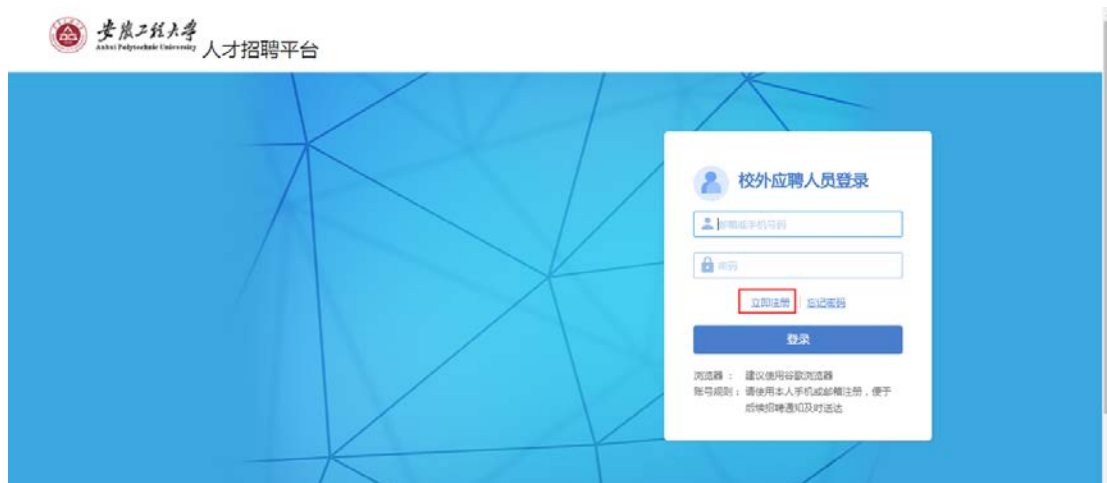 安徽工程大学
Anhui Polytechnic University
人才招聘平台
校外应聘人员登录
邮箱或手机号码
密码
立即注册 忘记密码
登录
浏览器： 建议使用谷歌浏览器
账号规则：请使用本人手机或邮箱注册，便于
后续招聘通知及时送达